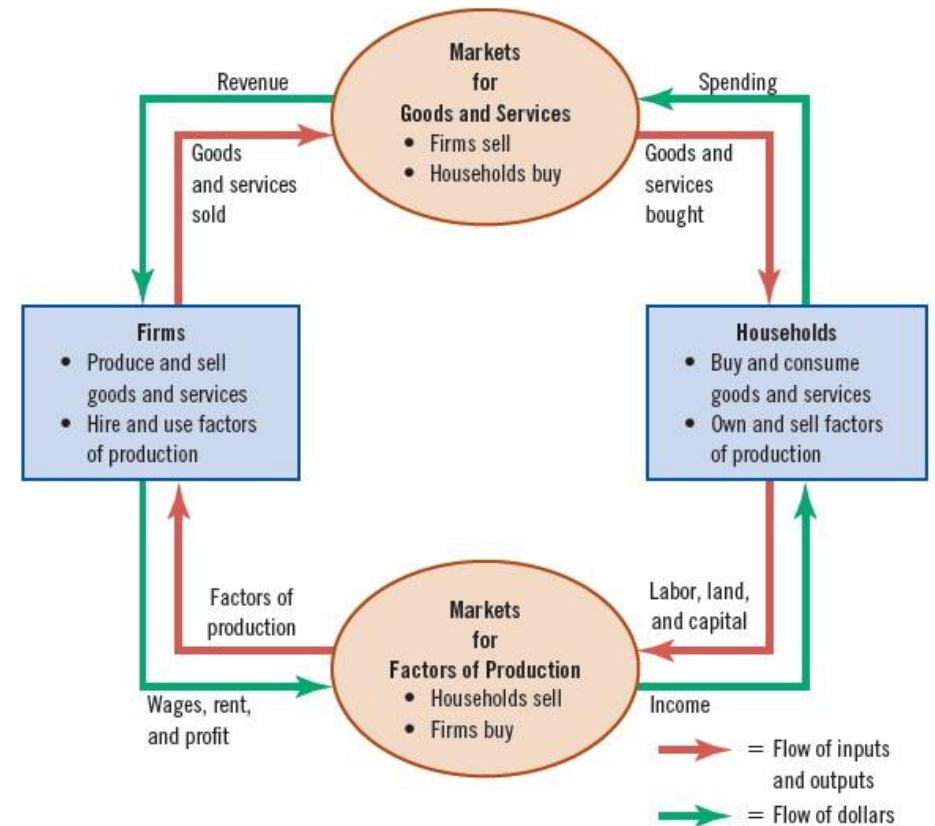 Markets
for
Goods and Services
• Firms sell
• Households buy
Revenue
Spending
Goods
and services
sold
Goods and
services
bought
Firms
• Produce and sell
goods and services
• Hire and use factors
of production
Households
• Buy and consume
goods and services
• Own and sell factors
of production
Factors of
production
Labor, land,
and capital
Markets
for
Factors of Production
• Households sell
• Firms buy
Wages, rent,
and profit
Income
= Flow of inputs
and outputs
= Flow of dollars